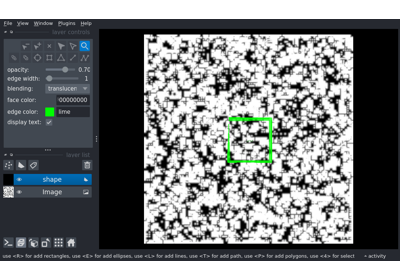 File View Window Plugins Help
layer controls
opacity: 0.70
edge width: 1
blending: translucen
face color: 00000000
edge color: lime
display text:
layer list
shape
Image
use <R> for add rectangles, use <E> for add ellipses, use <L> for add lines, use <T> for add path, use <P> for add polygons, use <4> for select activity